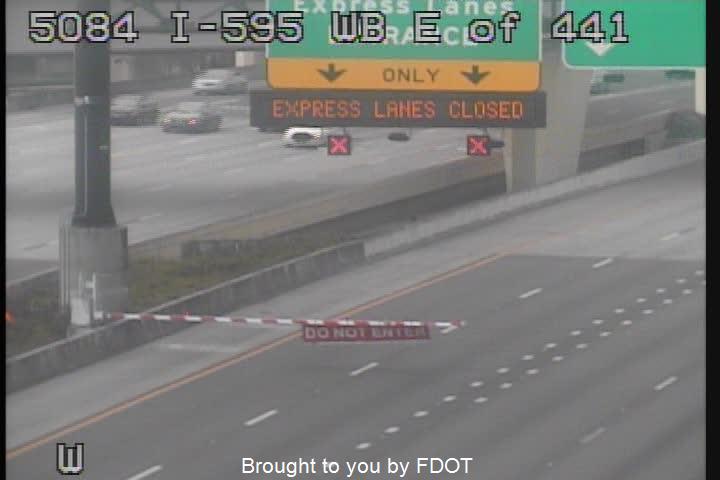 Express Lanes
5084 I-595 WB E of 441
ENTRANCE
ONLY
EXPRESS LANES CLOSED
X X
DO NOT ENTER
W
Brought to you by FDOT